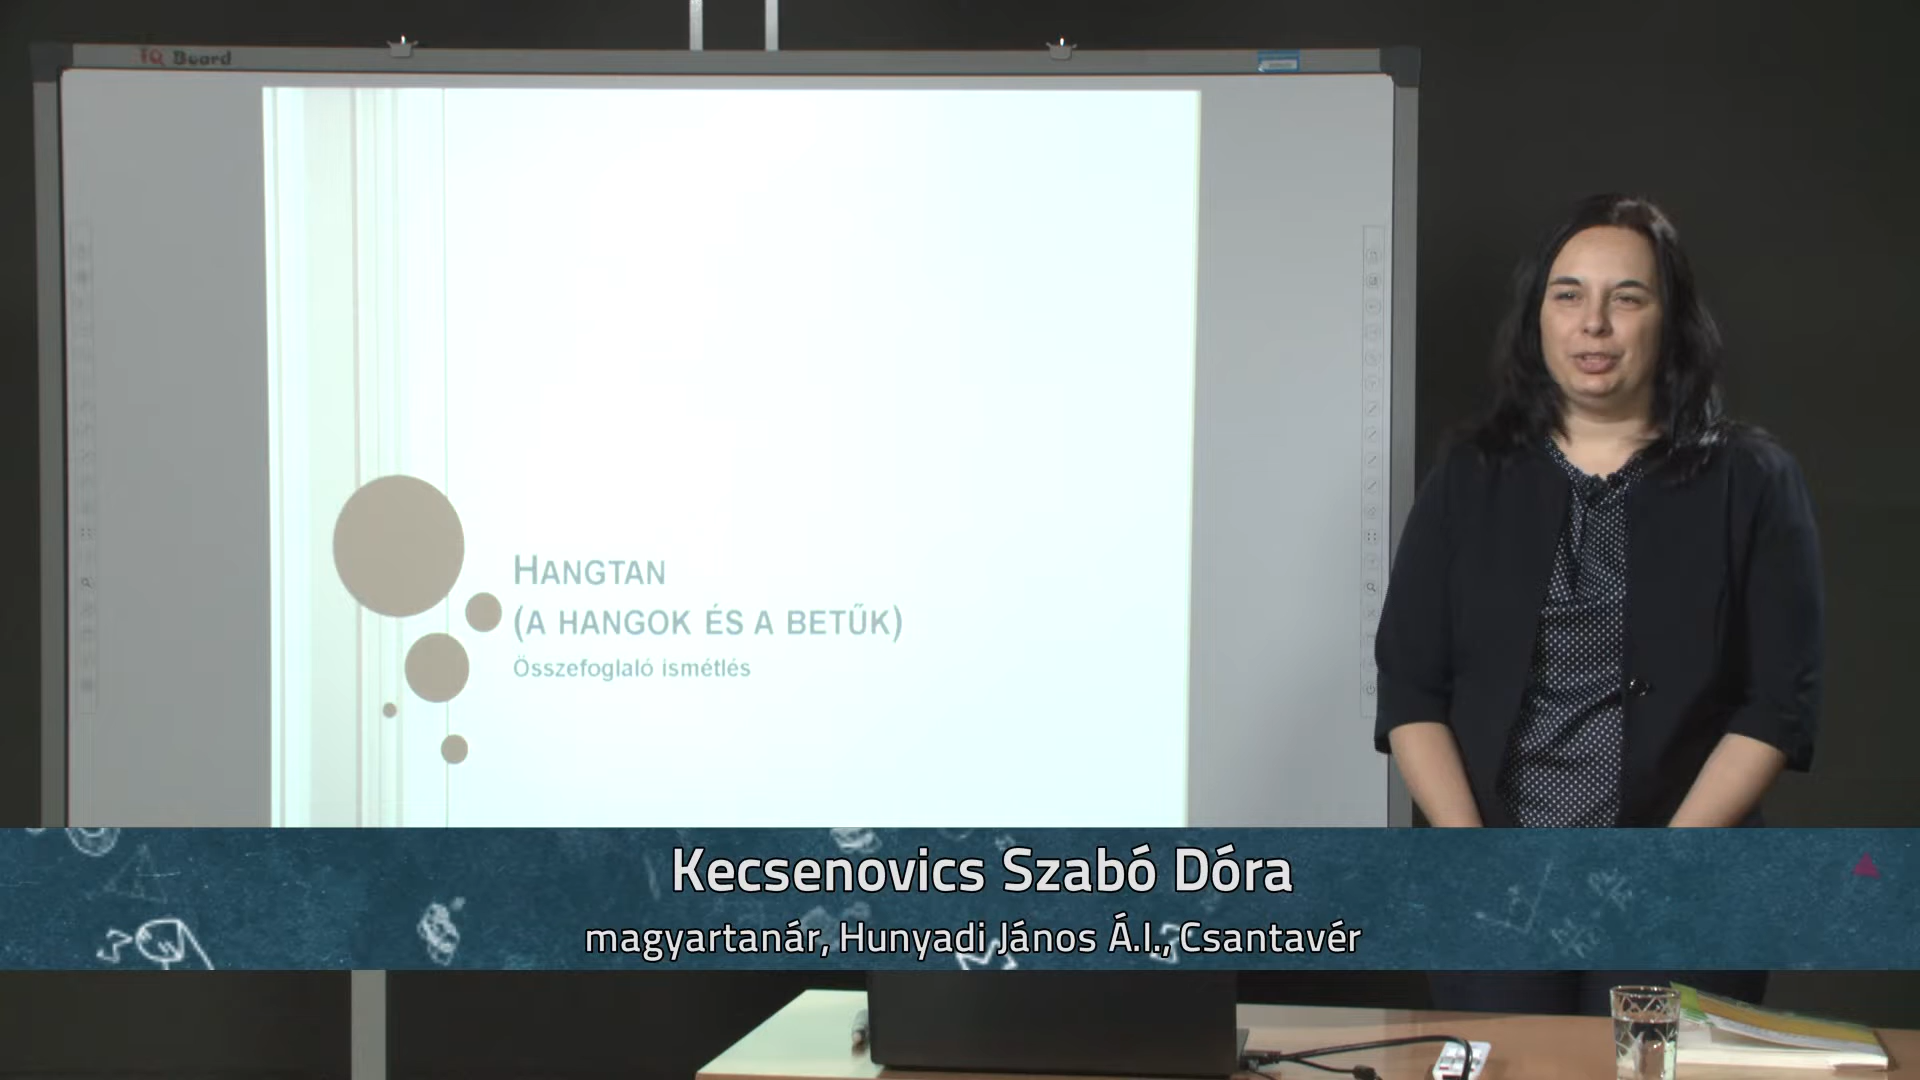 IQ Board
HANGTAN
(A HANGOK ÉS A BETŰK)
Összefoglaló ismétlés
Kecsenovics Szabó Dóra
magyartanár, Hunyadi János Á.I., Csantavér